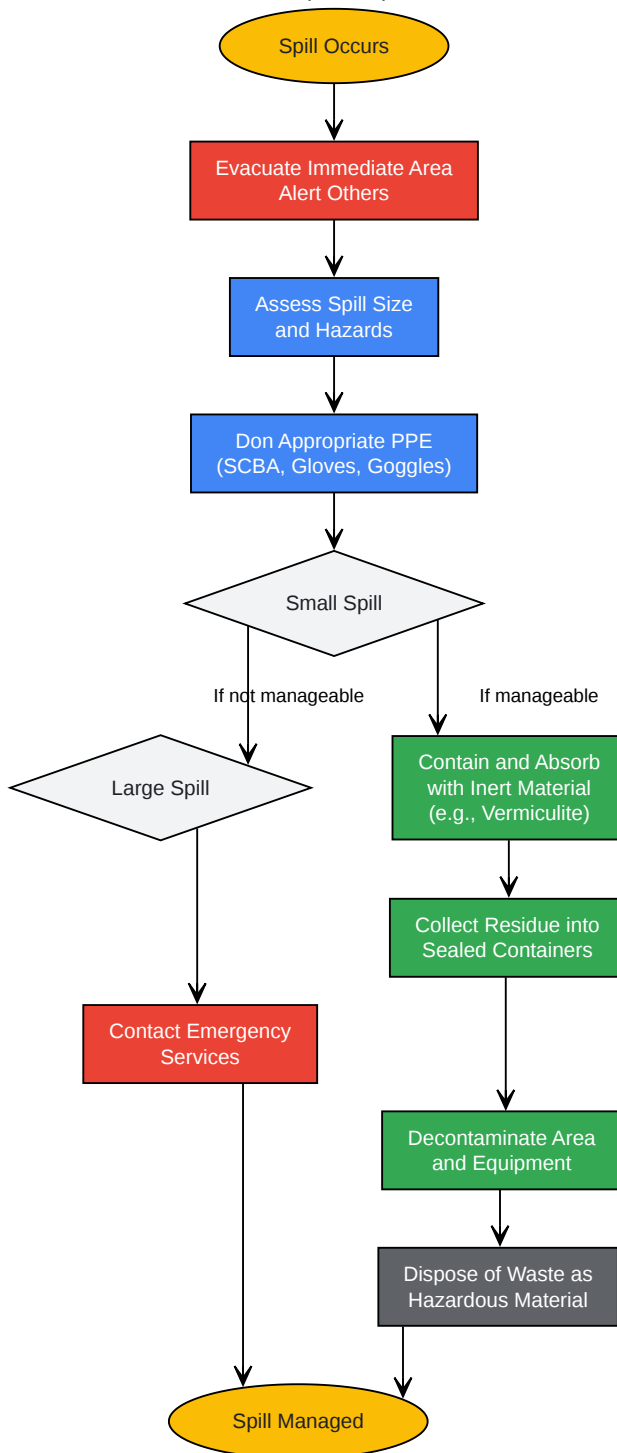 Spill Occurs
Evacuate Immediate Area
Alert Others
Assess Spill Size
and Hazards
Don Appropriate PPE
(SCBA, Gloves, Goggles)
Small Spill
If not manageable
If manageable
Large Spill
Contain and Absorb
with Inert Material
(e.g., Vermiculite)
Collect Residue into
Sealed Containers
Contact Emergency
Services
Decontaminate Area
and Equipment
Dispose of Waste as
Hazardous Material
Spill Managed